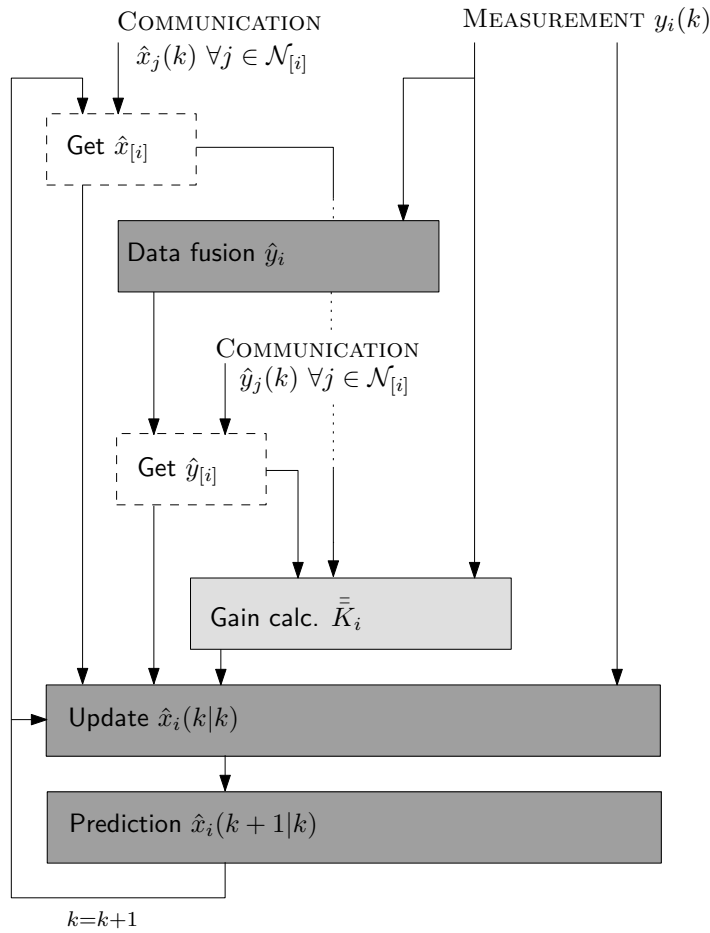 COMMUNICATION
x̂_j(k) ∀j ∈ 𝒩_[i]
MEASUREMENT y_i(k)
Get x̂_[i]
Data fusion ŷ_i
COMMUNICATION
ŷ_j(k) ∀j ∈ 𝒩_[i]
Get ŷ_[i]
Gain calc. K̿_i
Update x̂_i(k|k)
Prediction x̂_i(k + 1|k)
k=k+1